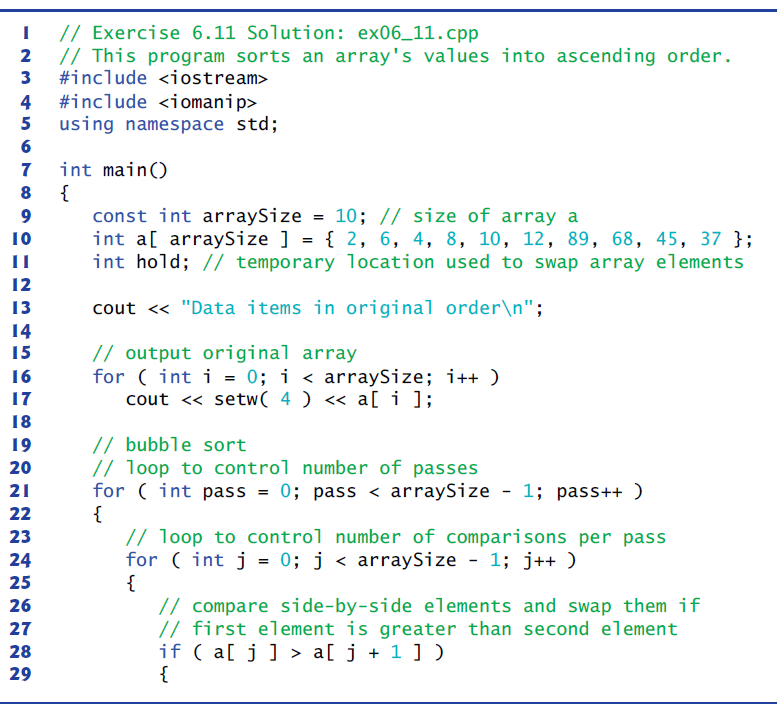 1 // Exercise 6.11 Solution: ex06_11.cpp
2 // This program sorts an array's values into ascending order.
3 #include <iostream>
4 #include <iomanip>
5 using namespace std;
6
7 int main()
8 {
9    const int arraySize = 10; // size of array a
10    int a[ arraySize ] = { 2, 6, 4, 8, 10, 12, 89, 68, 45, 37 };
11    int hold; // temporary location used to swap array elements
12
13    cout << "Data items in original order\n";
14
15    // output original array
16    for ( int i = 0; i < arraySize; i++ )
17       cout << setw( 4 ) << a[ i ];
18
19    // bubble sort
20    // loop to control number of passes
21    for ( int pass = 0; pass < arraySize - 1; pass++ )
22    {
23       // loop to control number of comparisons per pass
24       for ( int j = 0; j < arraySize - 1; j++ )
25       {
26          // compare side-by-side elements and swap them if
27          // first element is greater than second element
28          if ( a[ j ] > a[ j + 1 ] )
29          {